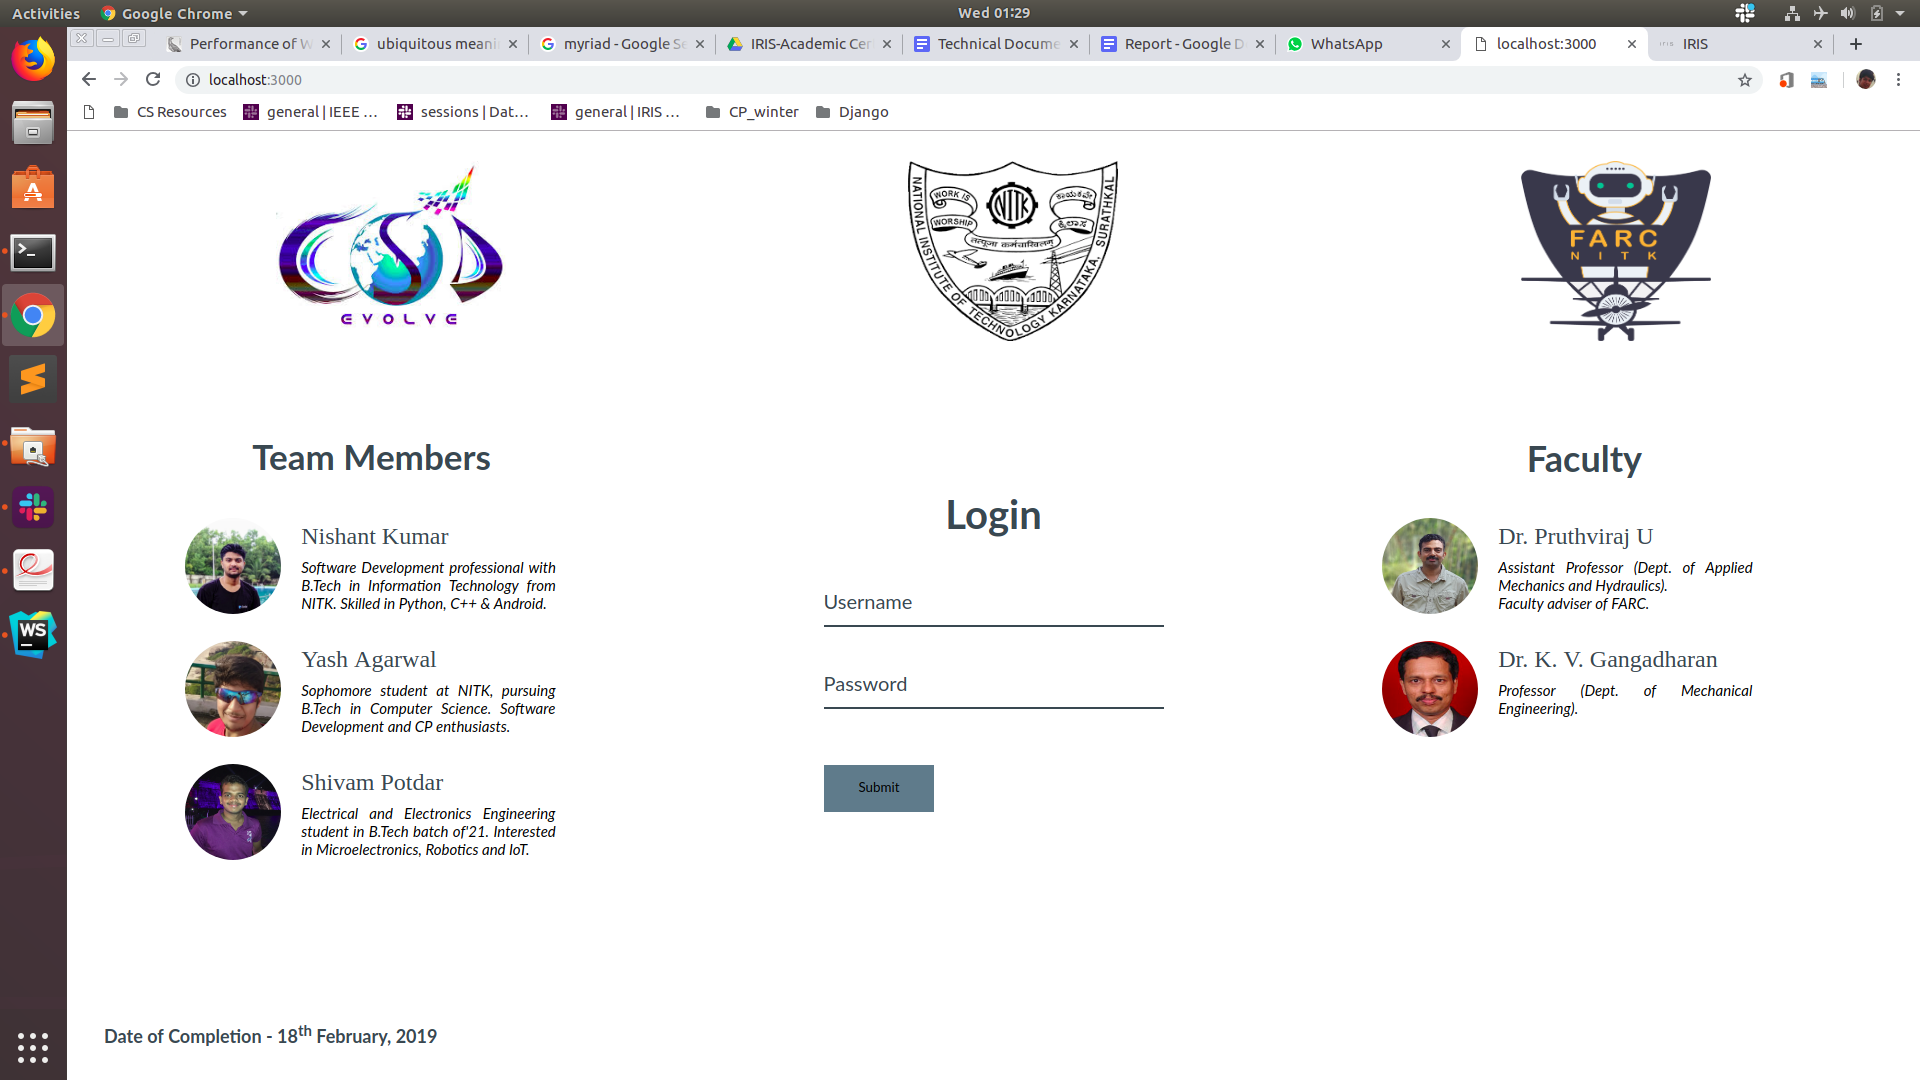 Activities
Google Chrome
Wed 01:29
Performance of W
ubiquitous meani
myriad - Google Se
IRIS-Academic Cer
Technical Docume
Report - Google D
WhatsApp
localhost:3000
IRIS
localhost:3000
CS Resources
general | IEEE ...
sessions | Dat...
general | IRIS ...
CP_winter
Django
EVOLVE
NATIONAL INSTITUTE OF TECHNOLOGY KARNATAKA, SURATHKAL
WORK IS
WORSHIP
NITK
ಕಾಯಕವೇ
ಕೈಲಾಸ
FARC
NITK
Team Members
Nishant Kumar
Software Development professional with
B.Tech in Information Technology from
NITK. Skilled in Python, C++ & Android.
Yash Agarwal
Sophomore student at NITK, pursuing
B.Tech in Computer Science. Software
Development and CP enthusiasts.
Shivam Potdar
Electrical and Electronics Engineering
student in B.Tech batch of'21. Interested
in Microelectronics, Robotics and IoT.
Login
Username
Password
Submit
Faculty
Dr. Pruthviraj U
Assistant Professor (Dept. of Applied
Mechanics and Hydraulics).
Faculty adviser of FARC.
Dr. K. V. Gangadharan
Professor (Dept. of Mechanical
Engineering).
Date of Completion - 18th February, 2019
WS